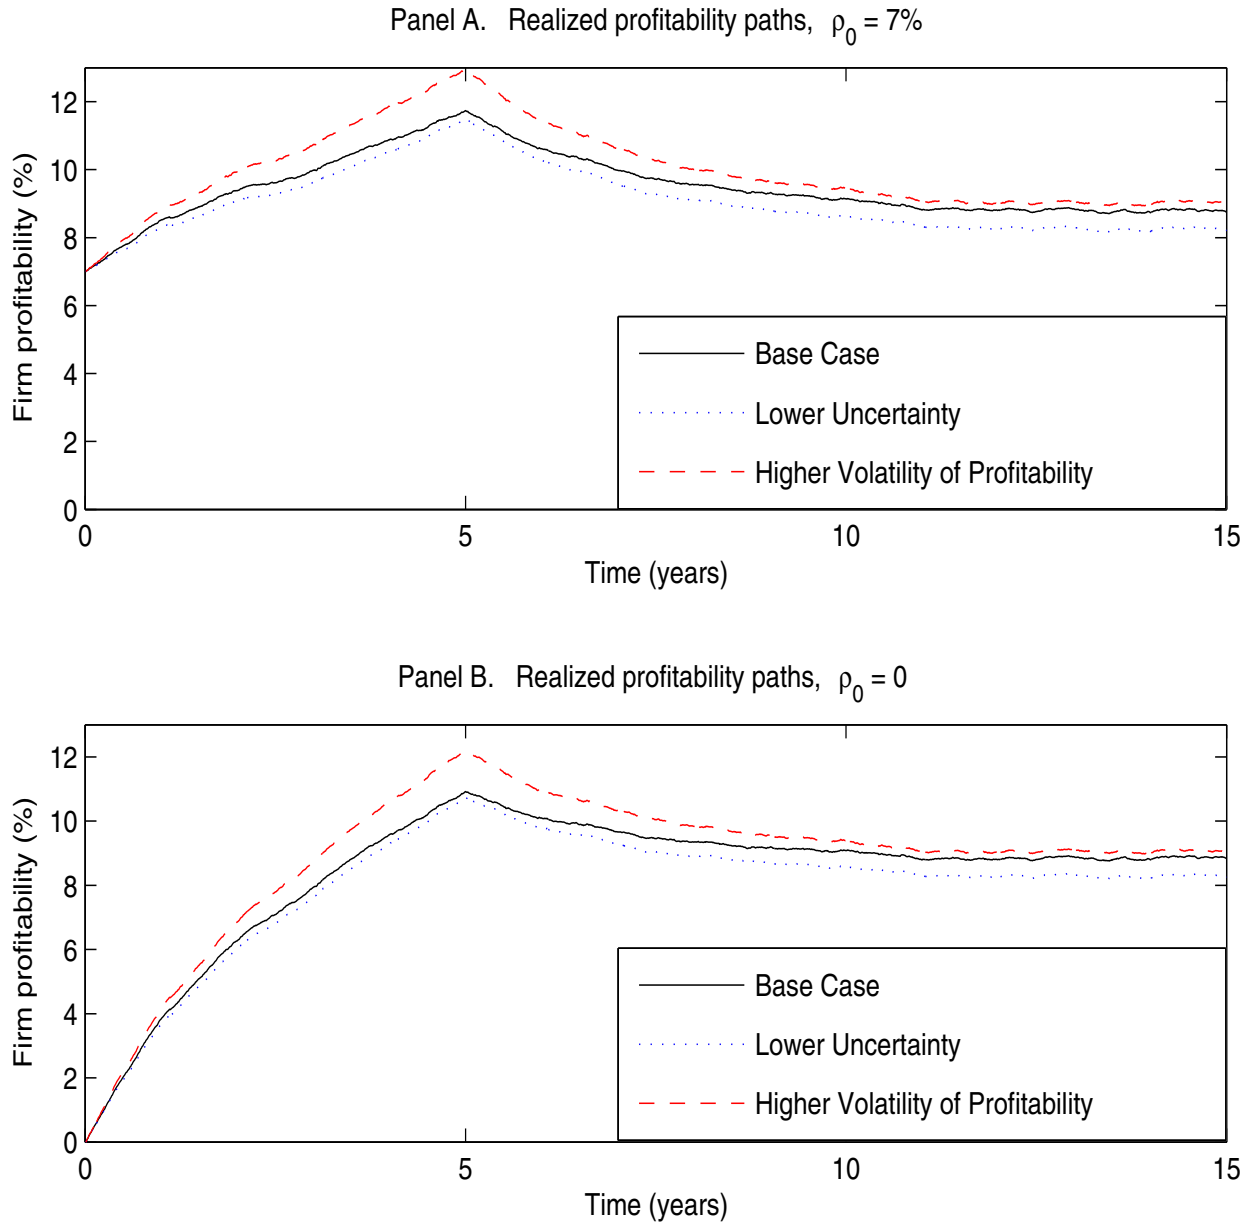 Panel A. Realized profitability paths, ρ0 = 7%
Firm profitability (%)
12
10
8
6
4
2
0
Base Case
Lower Uncertainty
Higher Volatility of Profitability
0 5 10 15
Time (years)
Panel B. Realized profitability paths, ρ0 = 0
Firm profitability (%)
12
10
8
6
4
2
0
Base Case
Lower Uncertainty
Higher Volatility of Profitability
0 5 10 15
Time (years)